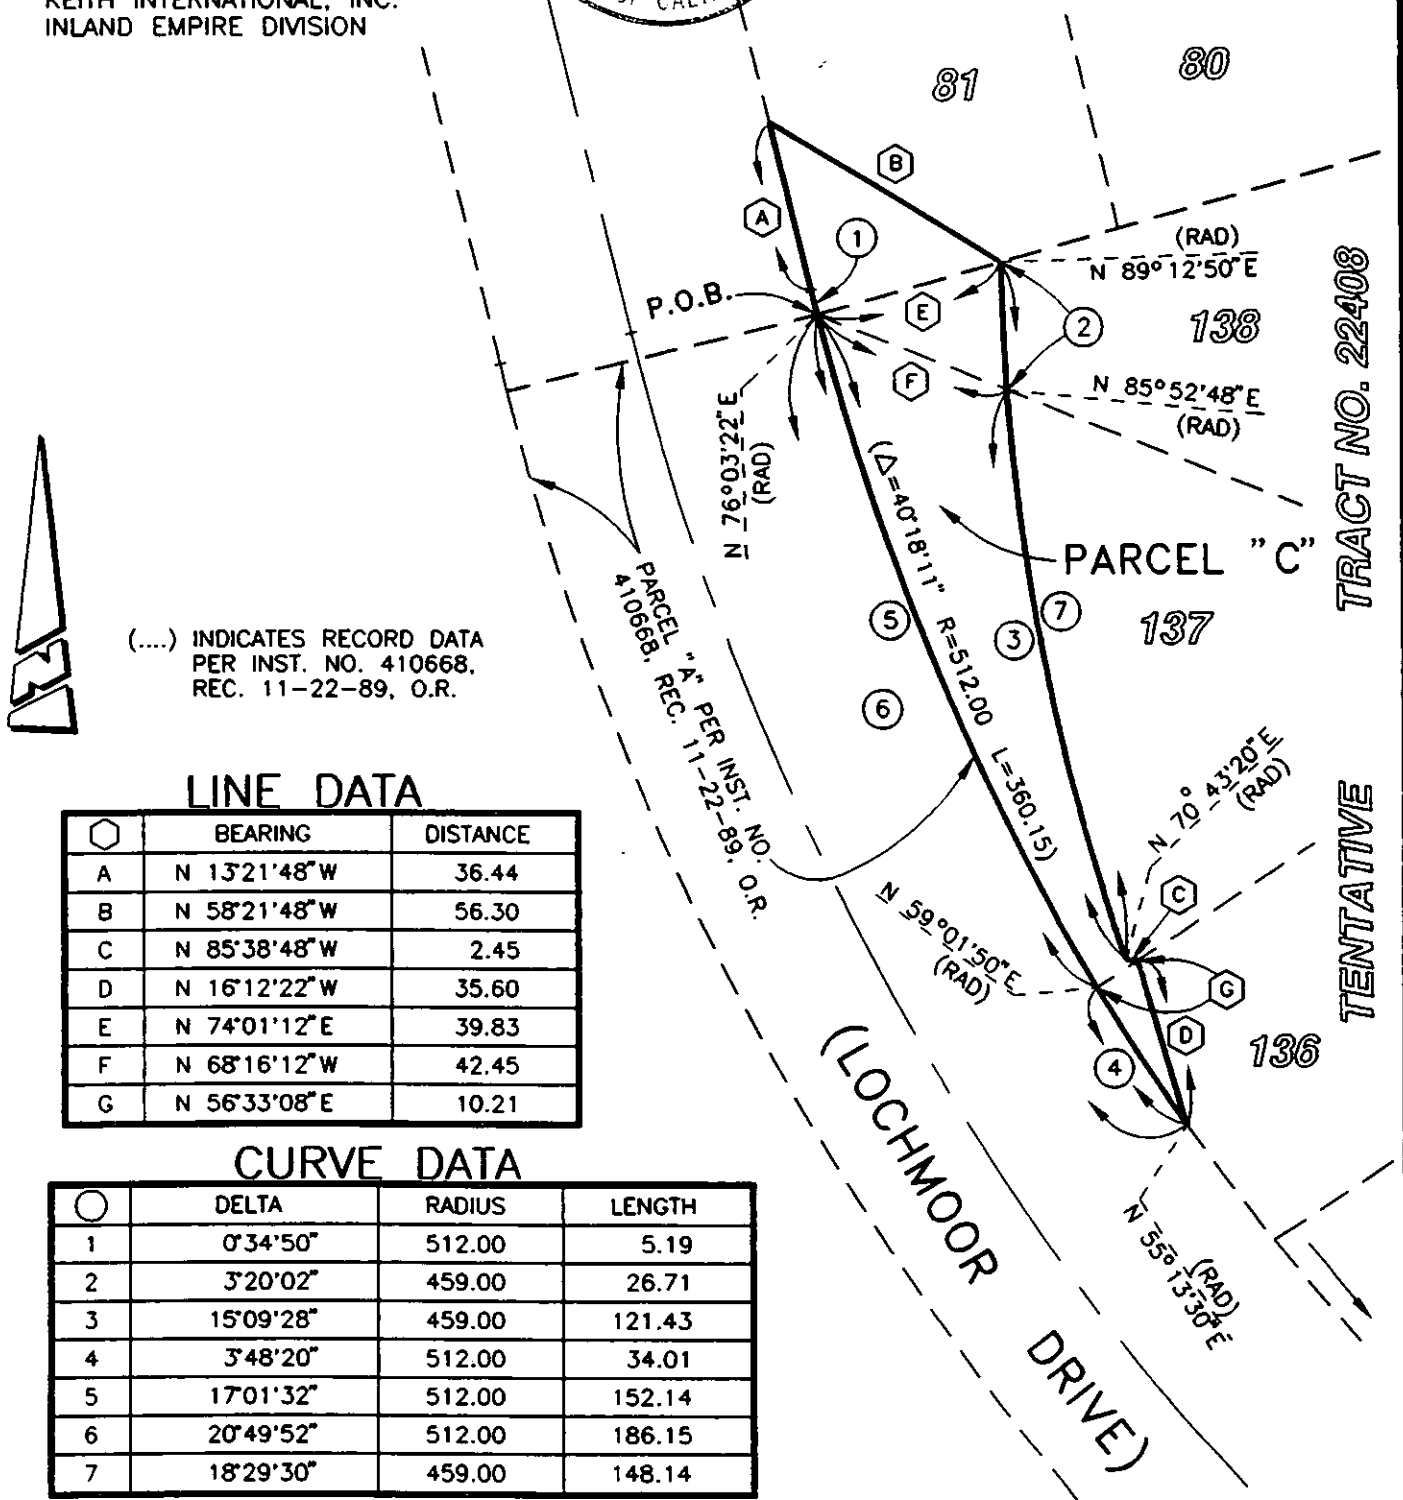 KEITH INTERNATIONAL, INC.
INLAND EMPIRE DIVISION
81
80
B
A
1
(RAD)
N 89°12'50"E
P.O.B.
E
2
138
F
N 85°52'48"E
(RAD)
N 76°03'22"E
(RAD)
(Δ=40°18'11" R=512.00 L=360.15)
PARCEL "C"
TRACT NO. 22408
TENTATIVE
5
7
3
137
6
(....) INDICATES RECORD DATA
PER INST. NO. 410668,
REC. 11-22-89, O.R.
PARCEL "A" PER INST. NO.
410668, REC. 11-22-89, O.R.
N 70° 43'20"E
(RAD)
N 59°01'50"E
(RAD)
C
G
D
136
4
N 55°13'30"E
(RAD)
(LOCHMOOR DRIVE)
LINE DATA
BEARING DISTANCE
A N 13°21'48"W 36.44
B N 58°21'48"W 56.30
C N 85°38'48"W 2.45
D N 16°12'22"W 35.60
E N 74°01'12"E 39.83
F N 68°16'12"W 42.45
G N 56°33'08"E 10.21
CURVE DATA
DELTA RADIUS LENGTH
1 0°34'50" 512.00 5.19
2 3°20'02" 459.00 26.71
3 15°09'28" 459.00 121.43
4 3°48'20" 512.00 34.01
5 17°01'32" 512.00 152.14
6 20°49'52" 512.00 186.15
7 18°29'30" 459.00 148.14